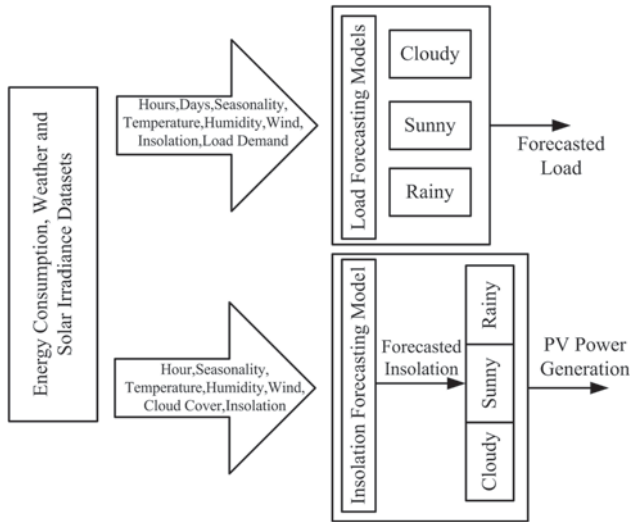 Energy Consumption, Weather and
Solar Irradiance Datasets
Hours,Days,Seasonality,
Temperature,Humidity,Wind,
Insolation,Load Demand
Load Forecasting Models
Cloudy
Sunny
Rainy
Forecasted
Load
Hour,Seasonality,
Temperature,Humidity,Wind,
Cloud Cover,Insolation
Insolation Forecasting Model
Forecasted
Insolation
Rainy
Sunny
Cloudy
PV Power
Generation